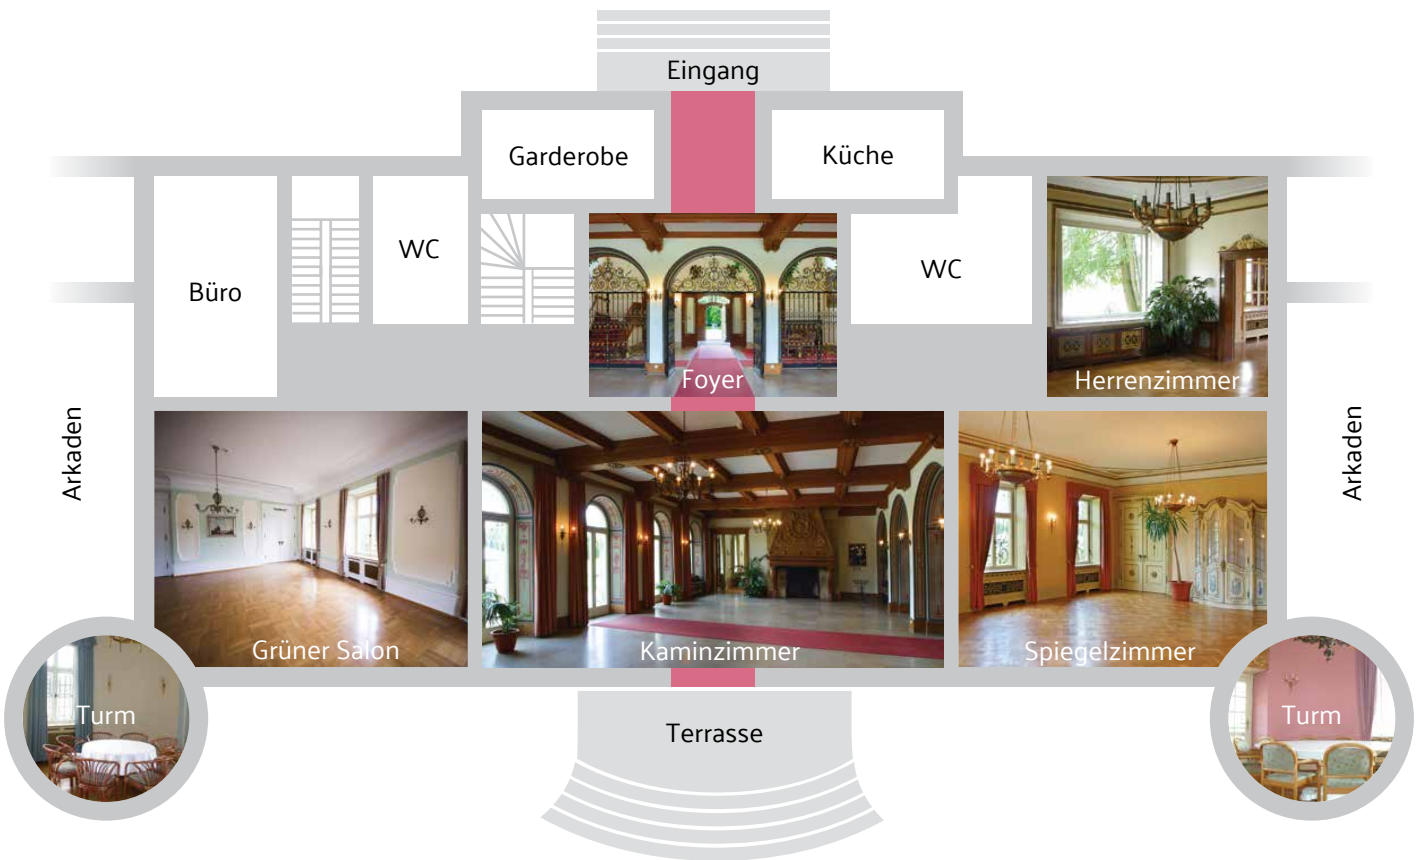 Eingang
Garderobe
Küche
Büro
WC
WC
Foyer
Herrenzimmer
Arkaden
Arkaden
Grüner Salon
Kaminzimmer
Spiegelzimmer
Turm
Turm
Terrasse